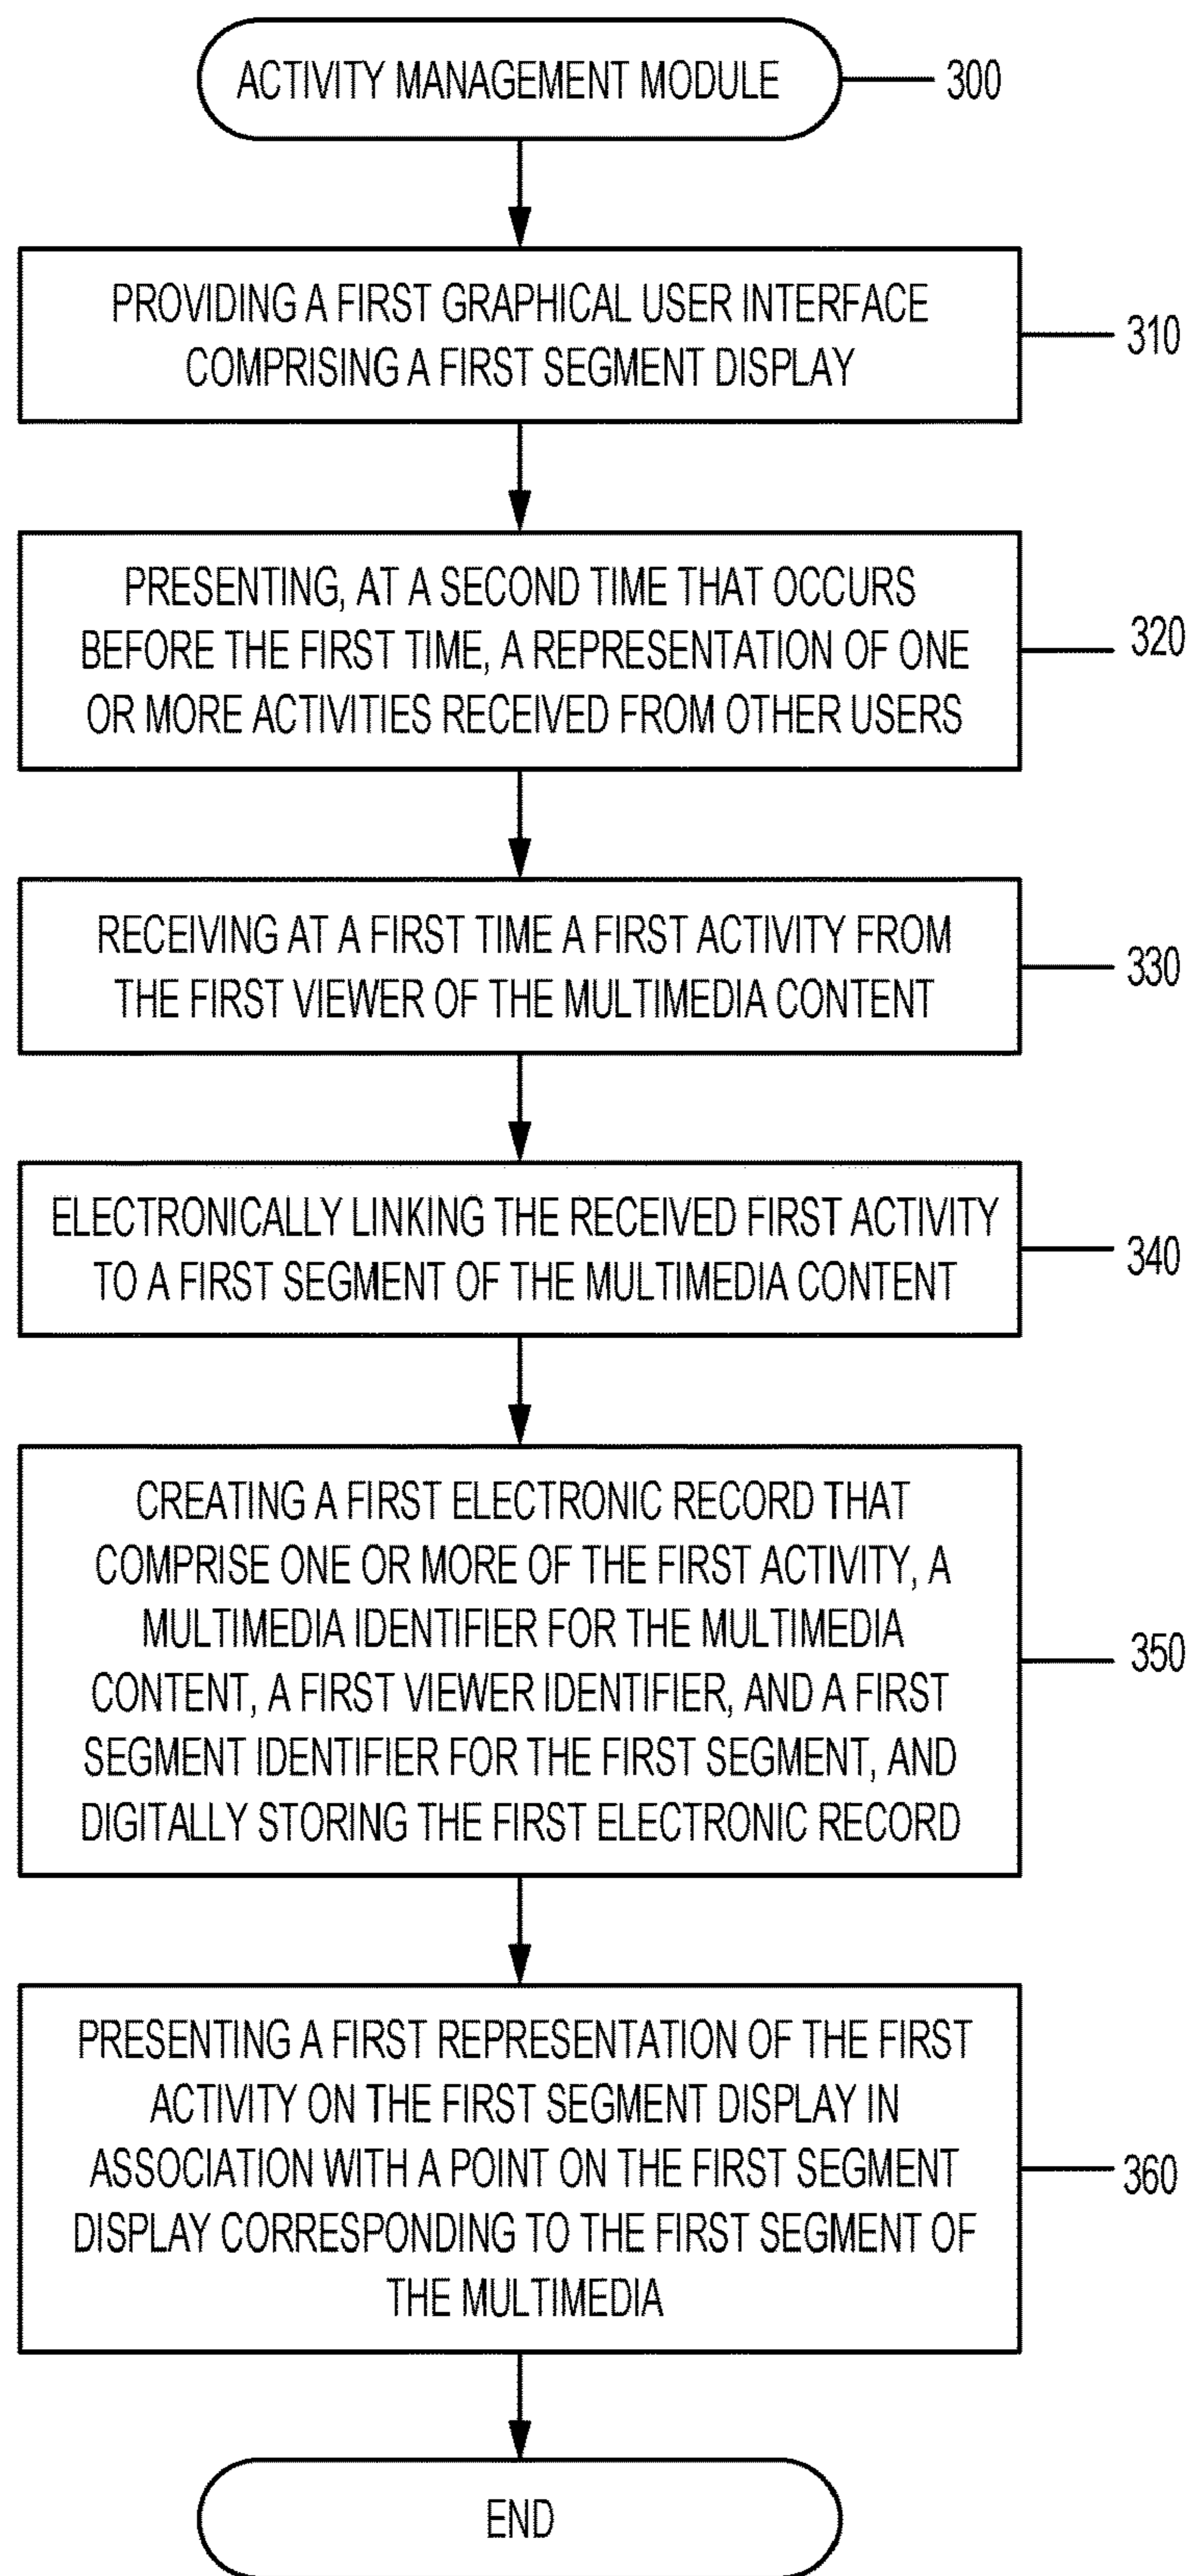 ACTIVITY MANAGEMENT MODULE
300
PROVIDING A FIRST GRAPHICAL USER INTERFACE
COMPRISING A FIRST SEGMENT DISPLAY
310
PRESENTING, AT A SECOND TIME THAT OCCURS
BEFORE THE FIRST TIME, A REPRESENTATION OF ONE
OR MORE ACTIVITIES RECEIVED FROM OTHER USERS
320
RECEIVING AT A FIRST TIME A FIRST ACTIVITY FROM
THE FIRST VIEWER OF THE MULTIMEDIA CONTENT
330
ELECTRONICALLY LINKING THE RECEIVED FIRST ACTIVITY
TO A FIRST SEGMENT OF THE MULTIMEDIA CONTENT
340
CREATING A FIRST ELECTRONIC RECORD THAT
COMPRISE ONE OR MORE OF THE FIRST ACTIVITY, A
MULTIMEDIA IDENTIFIER FOR THE MULTIMEDIA
CONTENT, A FIRST VIEWER IDENTIFIER, AND A FIRST
SEGMENT IDENTIFIER FOR THE FIRST SEGMENT, AND
DIGITALLY STORING THE FIRST ELECTRONIC RECORD
350
PRESENTING A FIRST REPRESENTATION OF THE FIRST
ACTIVITY ON THE FIRST SEGMENT DISPLAY IN
ASSOCIATION WITH A POINT ON THE FIRST SEGMENT
DISPLAY CORRESPONDING TO THE FIRST SEGMENT OF
THE MULTIMEDIA
360
END